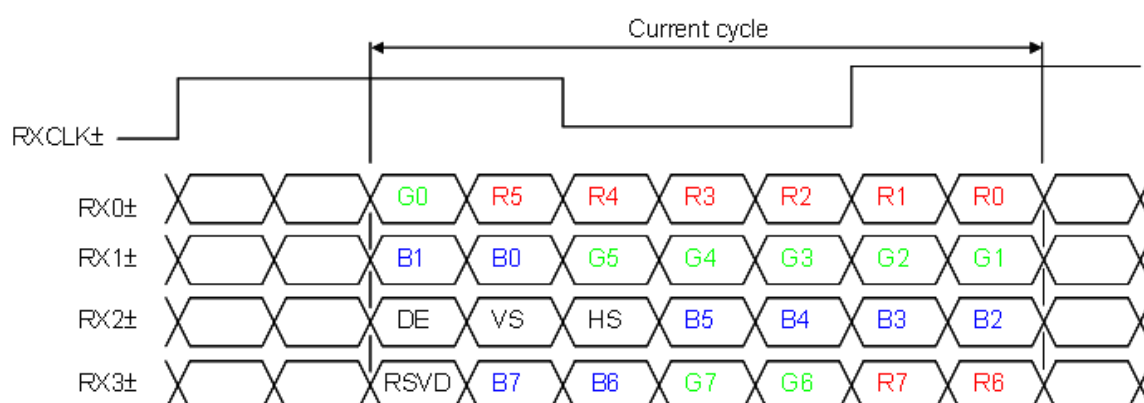 Current cycle
RXCLK±
RX0± G0 R5 R4 R3 R2 R1 R0
RX1± B1 B0 G5 G4 G3 G2 G1
RX2± DE VS HS B5 B4 B3 B2
RX3± RSVD B7 B6 G7 G6 R7 R6